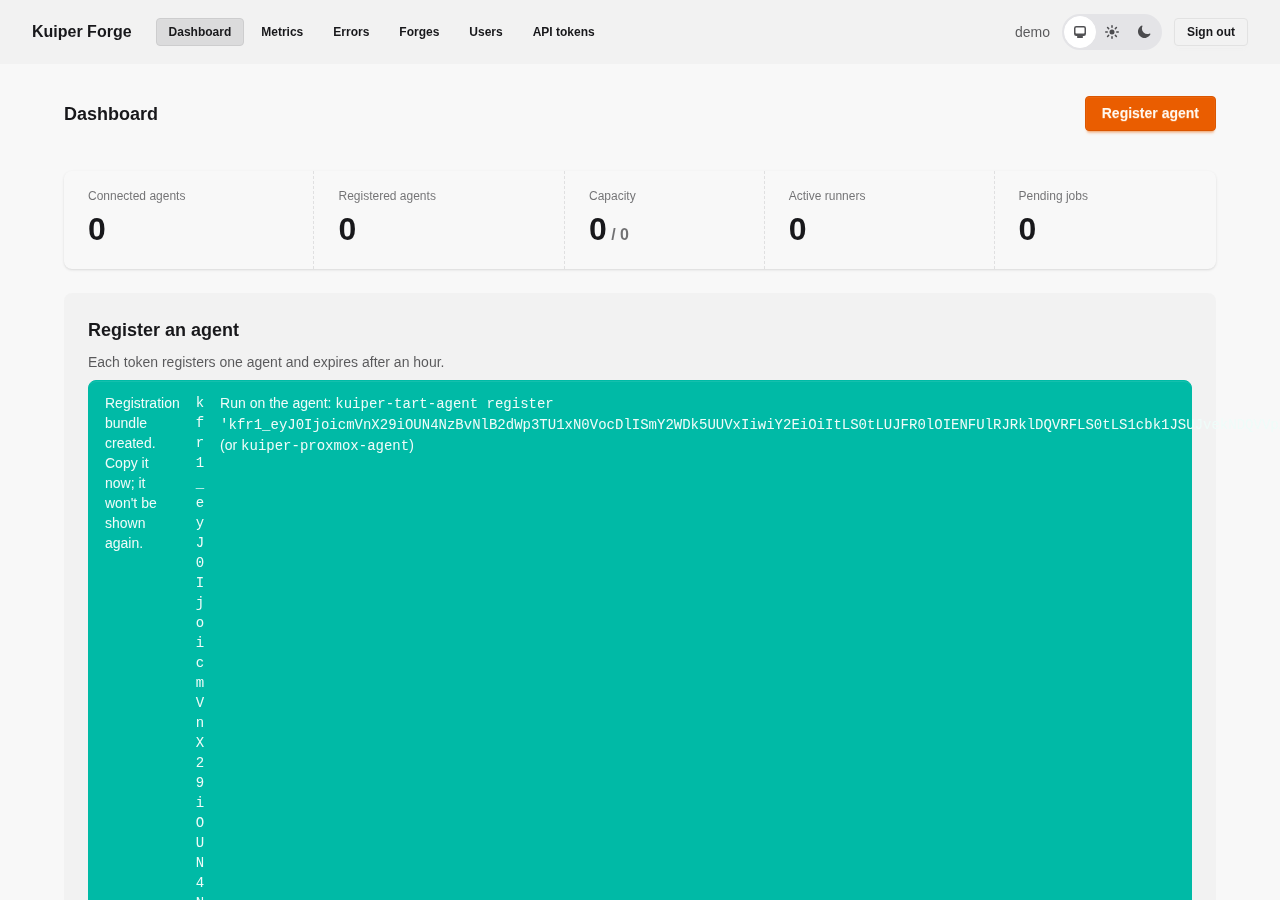 Kuiper Forge
Dashboard
Metrics
Errors
Forges
Users
API tokens
demo
Sign out
Dashboard
Register agent
Connected agents
0
Registered agents
0
Capacity
0 / 0
Active runners
0
Pending jobs
0
Register an agent
Each token registers one agent and expires after an hour.
Registration
bundle
created.
Copy it
now; it
won't be
shown
again.
k
f
r
1
_
e
y
J
0
I
j
o
i
c
m
V
n
X
2
9
i
O
U
N
4
Run on the agent: kuiper-tart-agent register
(or kuiper-proxmox-agent)